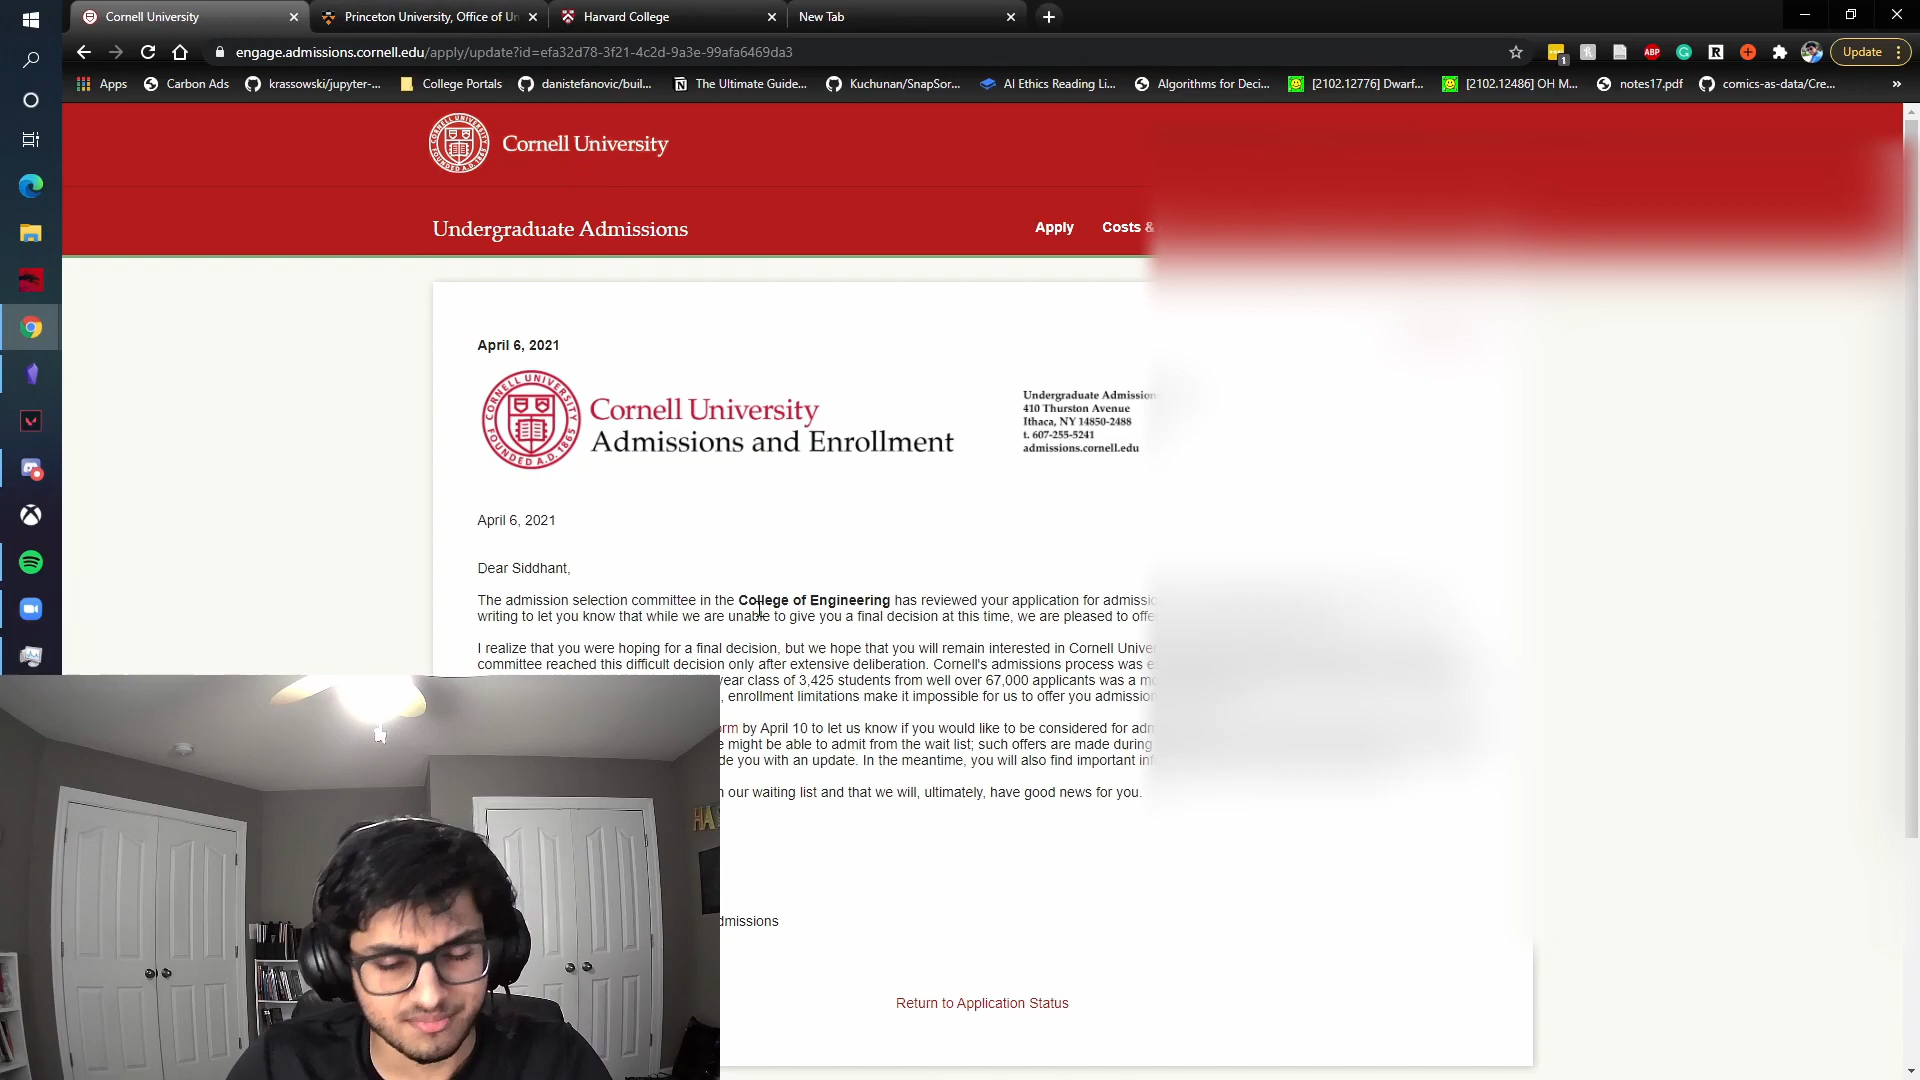 Cornell University
Princeton University, Office of Un
Harvard College
New Tab
engage.admissions.cornell.edu/apply/update?id=efa32d78-3f21-4c2d-9a3e-99afa6469da3
1
ABP
R
Update
Apps
Carbon Ads
krassowski/jupyter-...
College Portals
danistefanovic/buil...
The Ultimate Guide...
Kuchunan/SnapSor...
AI Ethics Reading Li...
Algorithms for Deci...
[2102.12776] Dwarf...
[2102.12486] OH M...
notes17.pdf
comics-as-data/Cre...
»
Cornell University
Undergraduate Admissions
Apply
Costs &
April 6, 2021
CORNELL UNIVERSITY
FOUNDED A.D. 1865
Cornell University
Admissions and Enrollment
Undergraduate Admission
410 Thurston Avenue
Ithaca, NY 14850-2488
t. 607-255-5241
admissions.cornell.edu
April 6, 2021
Dear Siddhant,
The admission selection committee in the College of Engineering has reviewed your application for admissio
writing to let you know that while we are unable to give you a final decision at this time, we are pleased to offe
I realize that you were hoping for a final decision, but we hope that you will remain interested in Cornell Univer
committee reached this difficult decision only after extensive deliberation. Cornell's admissions process was e
year class of 3,425 students from well over 67,000 applicants was a mo
, enrollment limitations make it impossible for us to offer you admission
orm by April 10 to let us know if you would like to be considered for adm
e might be able to admit from the wait list; such offers are made during
de you with an update. In the meantime, you will also find important inf
n our waiting list and that we will, ultimately, have good news for you.
HA
dmissions
Return to Application Status